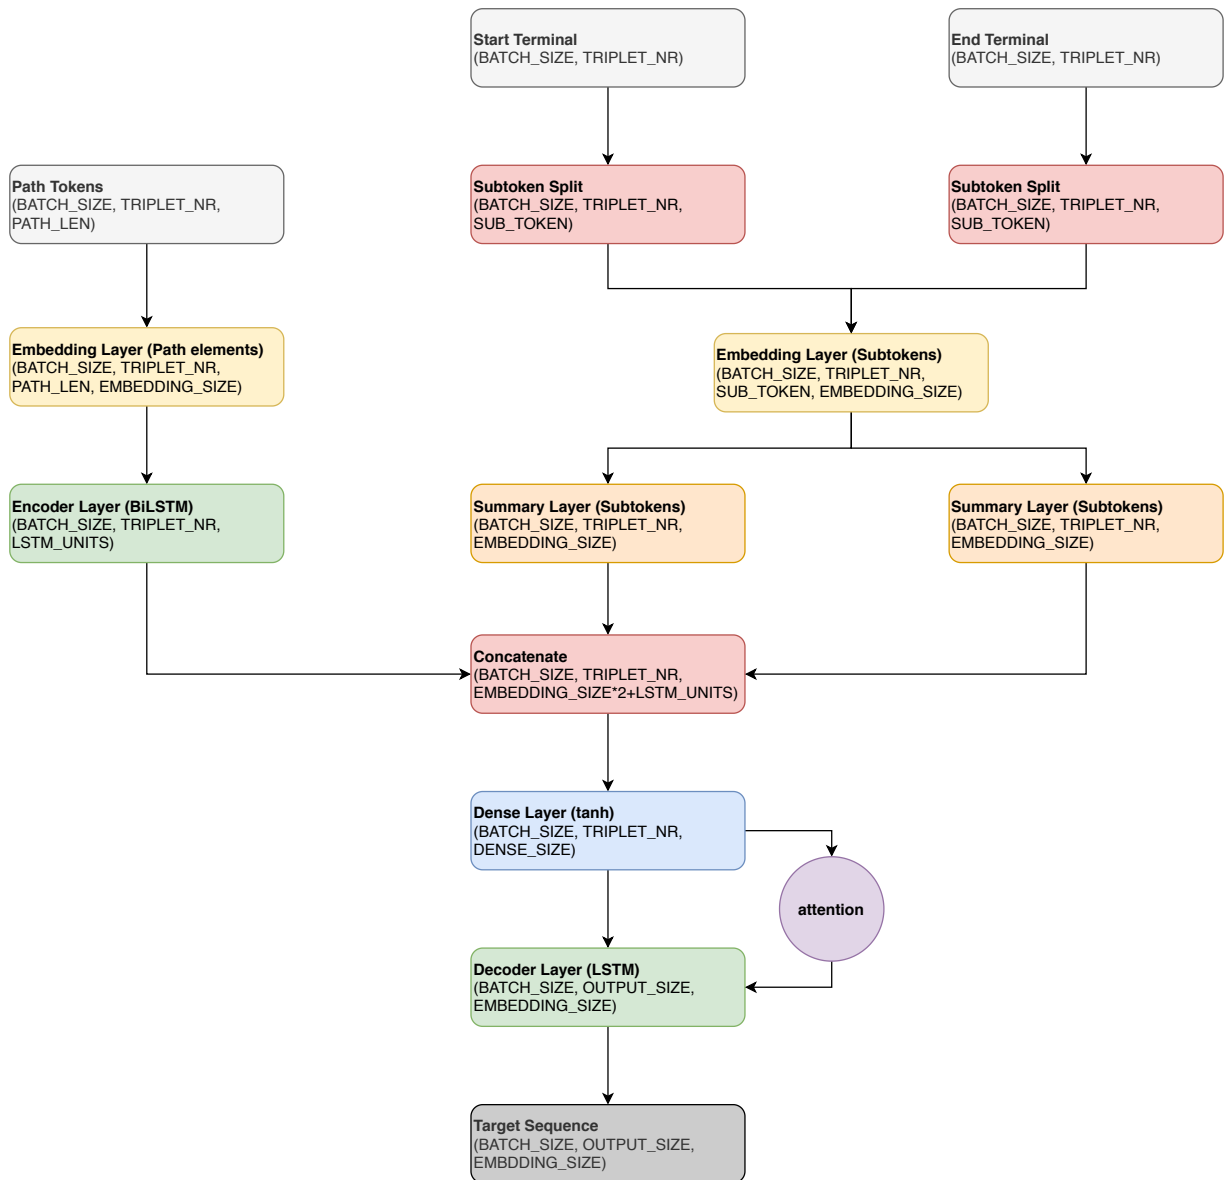 Start Terminal
(BATCH_SIZE, TRIPLET_NR)
End Terminal
(BATCH_SIZE, TRIPLET_NR)
Path Tokens
(BATCH_SIZE, TRIPLET_NR,
PATH_LEN)
Subtoken Split
(BATCH_SIZE, TRIPLET_NR,
SUB_TOKEN)
Subtoken Split
(BATCH_SIZE, TRIPLET_NR,
SUB_TOKEN)
Embedding Layer (Path elements)
(BATCH_SIZE, TRIPLET_NR,
PATH_LEN, EMBEDDING_SIZE)
Embedding Layer (Subtokens)
(BATCH_SIZE, TRIPLET_NR,
SUB_TOKEN, EMBEDDING_SIZE)
Encoder Layer (BiLSTM)
(BATCH_SIZE, TRIPLET_NR,
LSTM_UNITS)
Summary Layer (Subtokens)
(BATCH_SIZE, TRIPLET_NR,
EMBEDDING_SIZE)
Summary Layer (Subtokens)
(BATCH_SIZE, TRIPLET_NR,
EMBEDDING_SIZE)
Concatenate
(BATCH_SIZE, TRIPLET_NR,
EMBEDDING_SIZE*2+LSTM_UNITS)
Dense Layer (tanh)
(BATCH_SIZE, TRIPLET_NR,
DENSE_SIZE)
attention
Decoder Layer (LSTM)
(BATCH_SIZE, OUTPUT_SIZE,
EMBEDDING_SIZE)
Target Sequence
(BATCH_SIZE, OUTPUT_SIZE,
EMBDDING_SIZE)